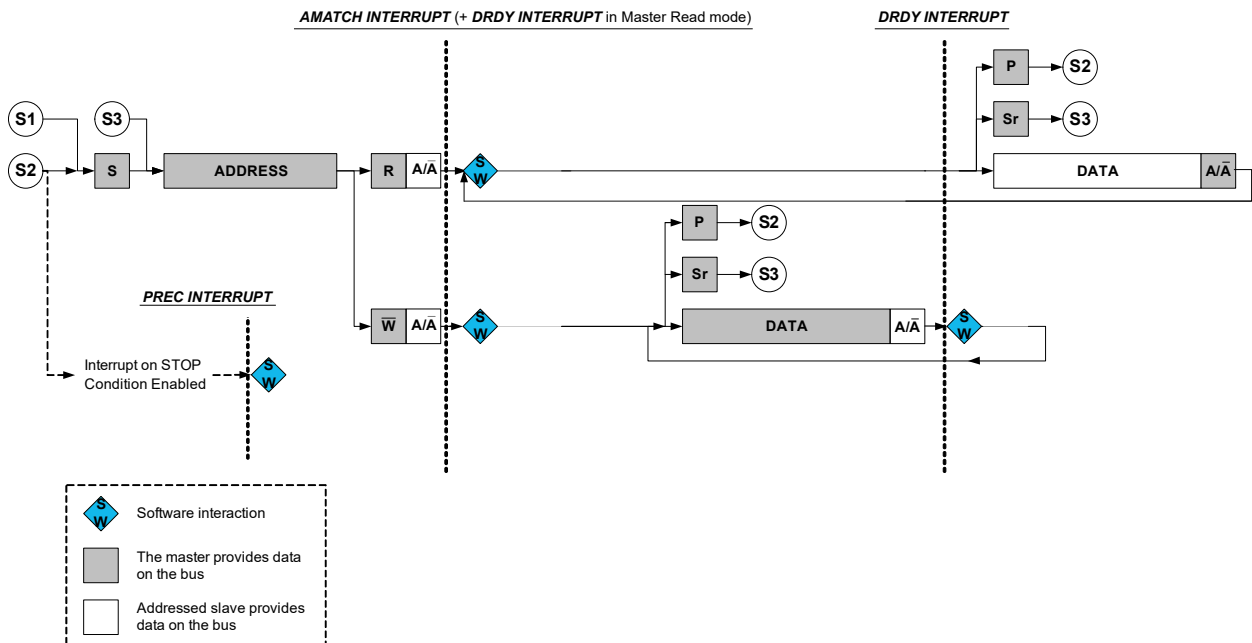 AMATCH INTERRUPT (+ DRDY INTERRUPT in Master Read mode)
DRDY INTERRUPT
P
S2
S1
S3
Sr
S3
S2
S
ADDRESS
R
A/A̅
S
W
DATA
A/A̅
P
S2
Sr
S3
PREC INTERRUPT
W̅
A/A̅
S
W
DATA
A/A̅
S
W
Interrupt on STOP
Condition Enabled
S
W
S
W
Software interaction
The master provides data
on the bus
Addressed slave provides
data on the bus